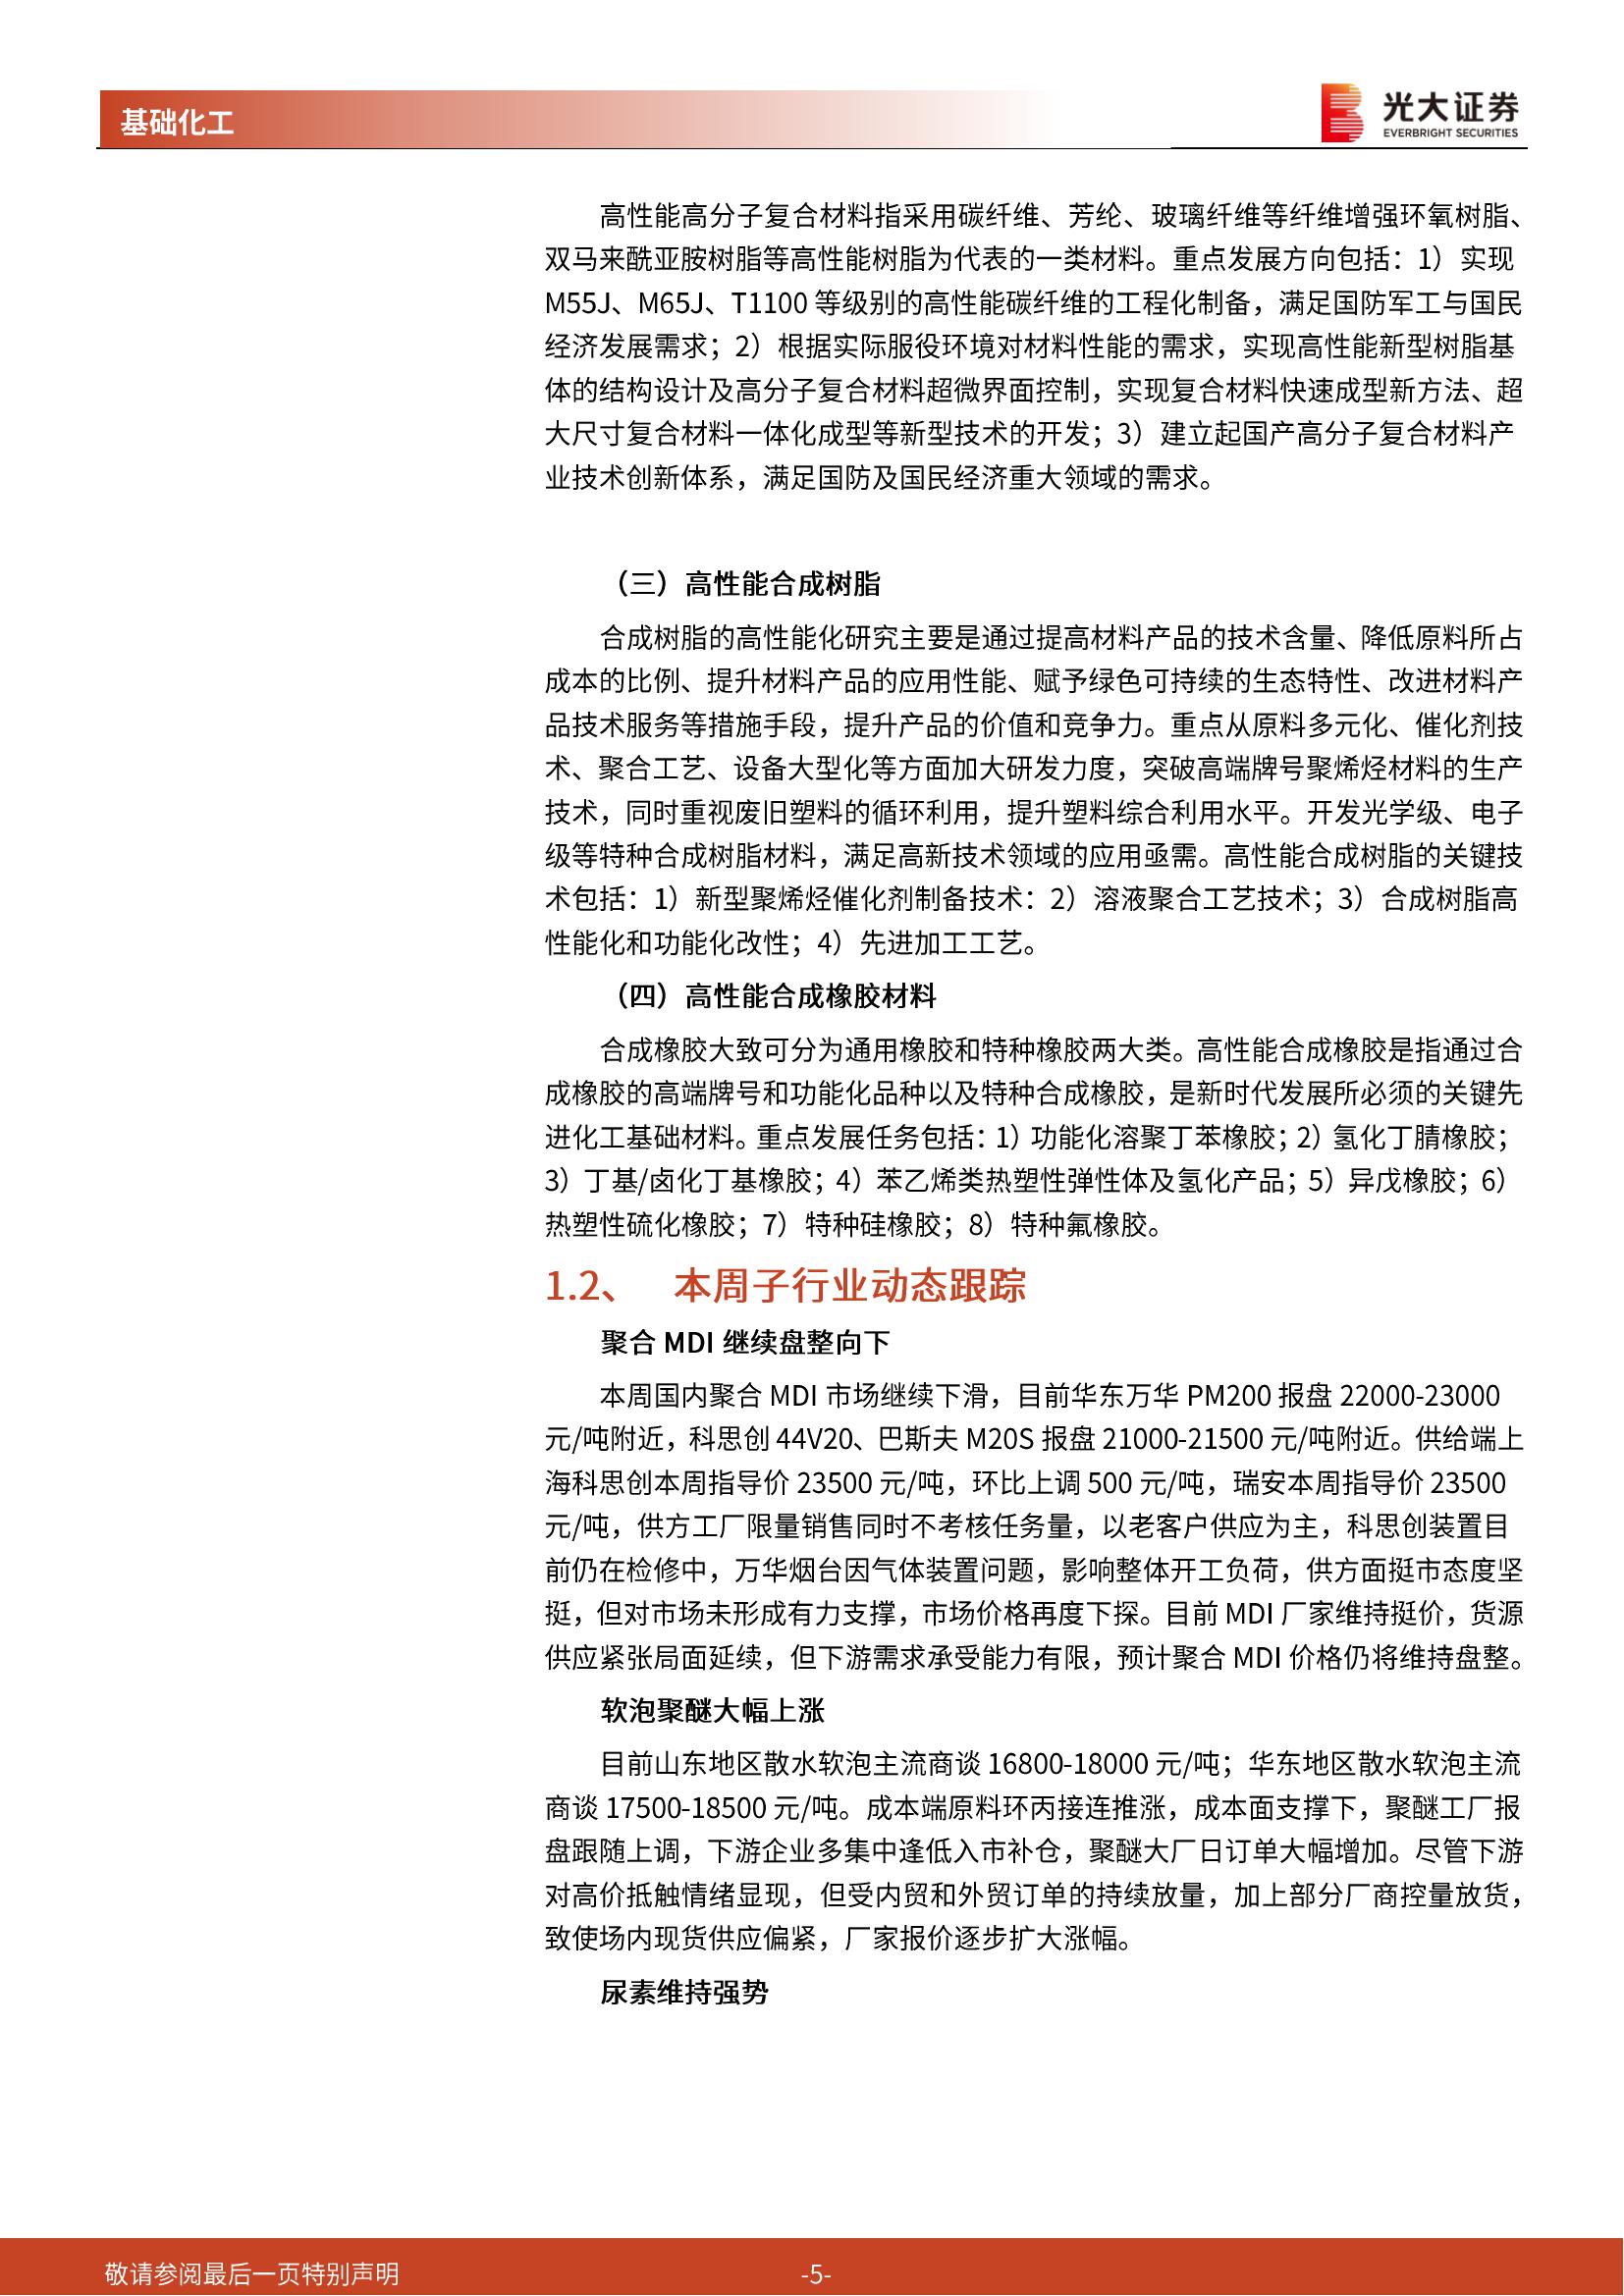 基础化工
光大证券
EVERBRIGHT SECURITIES
高性能高分子复合材料指采用碳纤维、芳纶、玻璃纤维等纤维增强环氧树脂、
双马来酰亚胺树脂等高性能树脂为代表的一类材料。重点发展方向包括：1）实现
M55J、M65J、T1100 等级别的高性能碳纤维的工程化制备，满足国防军工与国民
经济发展需求；2）根据实际服役环境对材料性能的需求，实现高性能新型树脂基
体的结构设计及高分子复合材料超微界面控制，实现复合材料快速成型新方法、超
大尺寸复合材料一体化成型等新型技术的开发；3）建立起国产高分子复合材料产
业技术创新体系，满足国防及国民经济重大领域的需求。
（三）高性能合成树脂
合成树脂的高性能化研究主要是通过提高材料产品的技术含量、降低原料所占
成本的比例、提升材料产品的应用性能、赋予绿色可持续的生态特性、改进材料产
品技术服务等措施手段，提升产品的价值和竞争力。重点从原料多元化、催化剂技
术、聚合工艺、设备大型化等方面加大研发力度，突破高端牌号聚烯烃材料的生产
技术，同时重视废旧塑料的循环利用，提升塑料综合利用水平。开发光学级、电子
级等特种合成树脂材料，满足高新技术领域的应用亟需。高性能合成树脂的关键技
术包括：1）新型聚烯烃催化剂制备技术：2）溶液聚合工艺技术；3）合成树脂高
性能化和功能化改性；4）先进加工工艺。
（四）高性能合成橡胶材料
合成橡胶大致可分为通用橡胶和特种橡胶两大类。高性能合成橡胶是指通过合
成橡胶的高端牌号和功能化品种以及特种合成橡胶，是新时代发展所必须的关键先
进化工基础材料。重点发展任务包括：1）功能化溶聚丁苯橡胶；2）氢化丁腈橡胶；
3）丁基/卤化丁基橡胶；4）苯乙烯类热塑性弹性体及氢化产品；5）异戊橡胶；6）
热塑性硫化橡胶；7）特种硅橡胶；8）特种氟橡胶。
1.2、 本周子行业动态跟踪
聚合 MDI 继续盘整向下
本周国内聚合 MDI 市场继续下滑，目前华东万华 PM200 报盘 22000-23000
元/吨附近，科思创 44V20、巴斯夫 M20S 报盘 21000-21500 元/吨附近。供给端上
海科思创本周指导价 23500 元/吨，环比上调 500 元/吨，瑞安本周指导价 23500
元/吨，供方工厂限量销售同时不考核任务量，以老客户供应为主，科思创装置目
前仍在检修中，万华烟台因气体装置问题，影响整体开工负荷，供方面挺市态度坚
挺，但对市场未形成有力支撑，市场价格再度下探。目前 MDI 厂家维持挺价，货源
供应紧张局面延续，但下游需求承受能力有限，预计聚合 MDI 价格仍将维持盘整。
软泡聚醚大幅上涨
目前山东地区散水软泡主流商谈 16800-18000 元/吨；华东地区散水软泡主流
商谈 17500-18500 元/吨。成本端原料环丙接连推涨，成本面支撑下，聚醚工厂报
盘跟随上调，下游企业多集中逢低入市补仓，聚醚大厂日订单大幅增加。尽管下游
对高价抵触情绪显现，但受内贸和外贸订单的持续放量，加上部分厂商控量放货，
致使场内现货供应偏紧，厂家报价逐步扩大涨幅。
尿素维持强势
敬请参阅最后一页特别声明
-5-